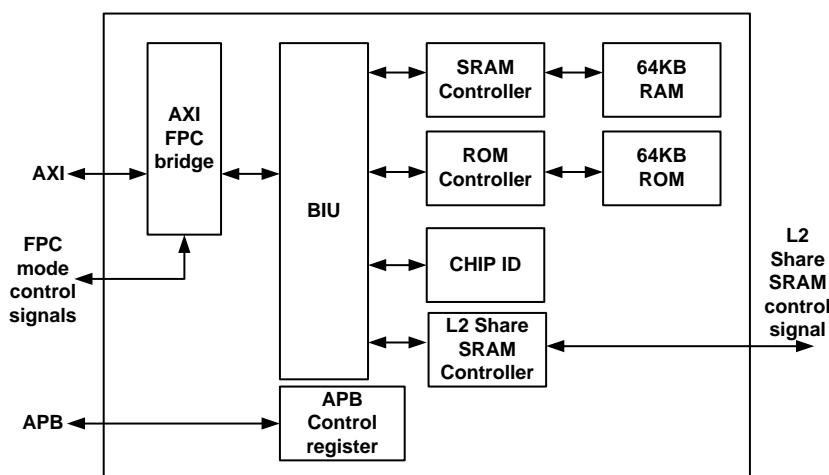 AXI
FPC
mode
control
signals
APB
AXI
FPC
bridge
BIU
SRAM
Controller
64KB
RAM
ROM
Controller
64KB
ROM
CHIP ID
L2 Share
SRAM
Controller
APB
Control
register
L2
Share
SRAM
control
signal